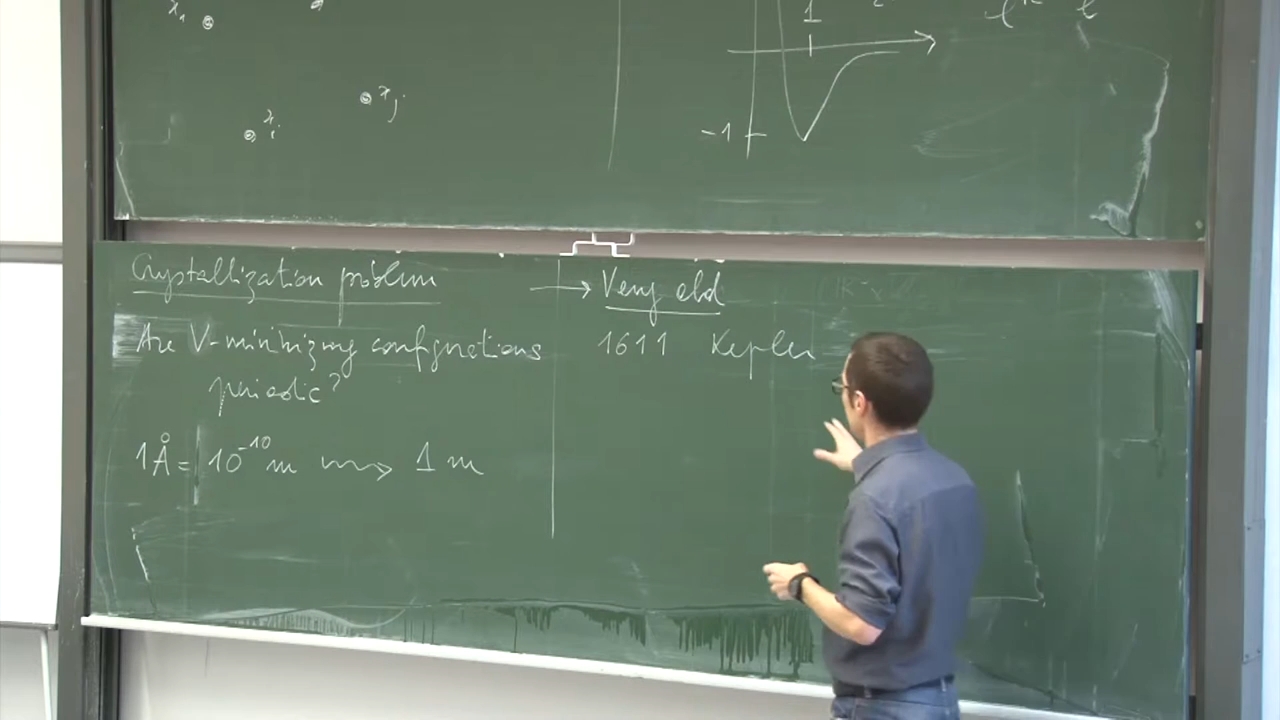 x₁
xⱼ
xᵢ
1
-1
Crystallization problem
Are V-minimizing configurations
periodic?
1Å = 10⁻¹⁰ m ⇝ 1 m
→ Very old
1611 Kepler